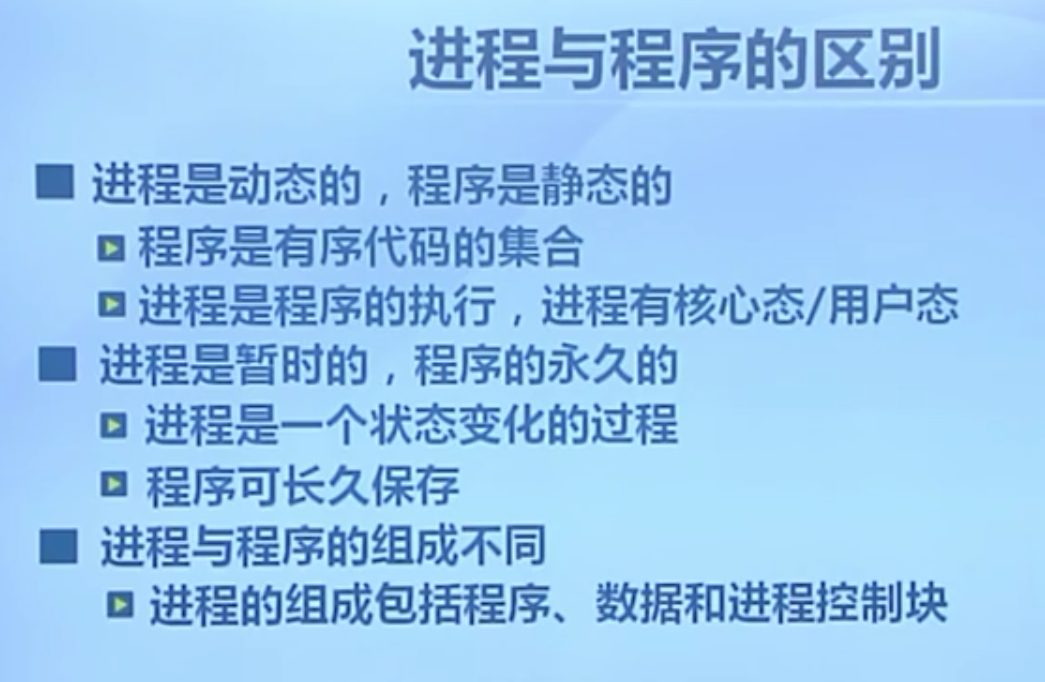 进程与程序的区别
进程是动态的，程序是静态的
程序是有序代码的集合
进程是程序的执行，进程有核心态/用户态
进程是暂时的，程序的永久的
进程是一个状态变化的过程
程序可长久保存
进程与程序的组成不同
进程的组成包括程序、数据和进程控制块